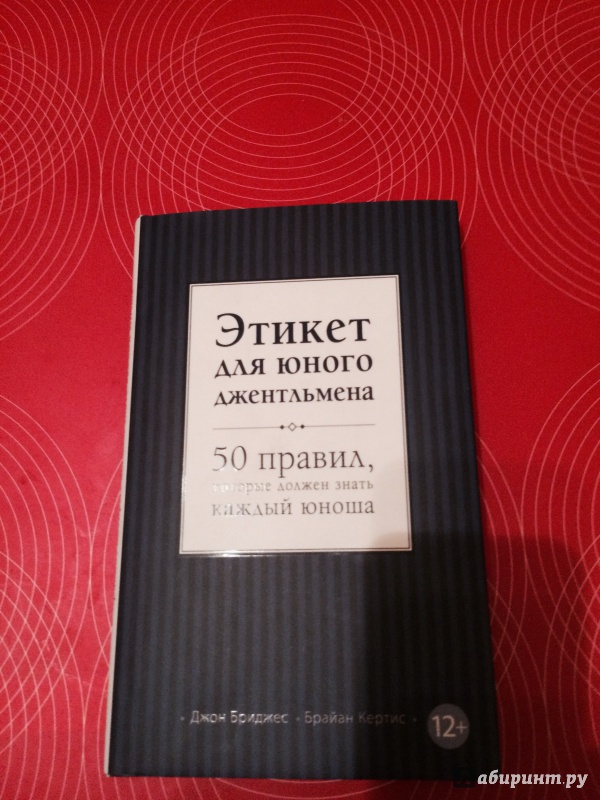 Этикет
для юного
джентльмена
50 правил,
которые должен знать
каждый юноша
• Джон Бриджес • Брайан Кертис •
12+
абиринт.ру